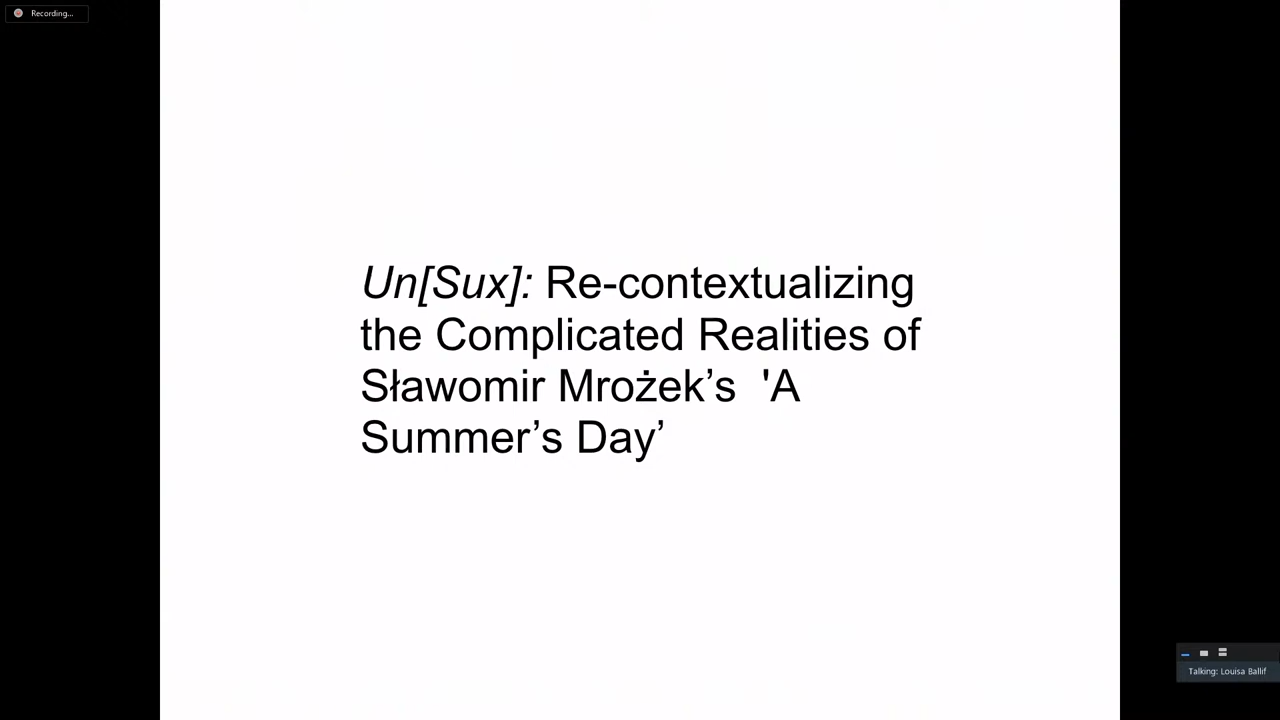 Recording...
Un[Sux]: Re-contextualizing
the Complicated Realities of
Sławomir Mrożek’s  'A
Summer’s Day’
Talking: Louisa Ballif